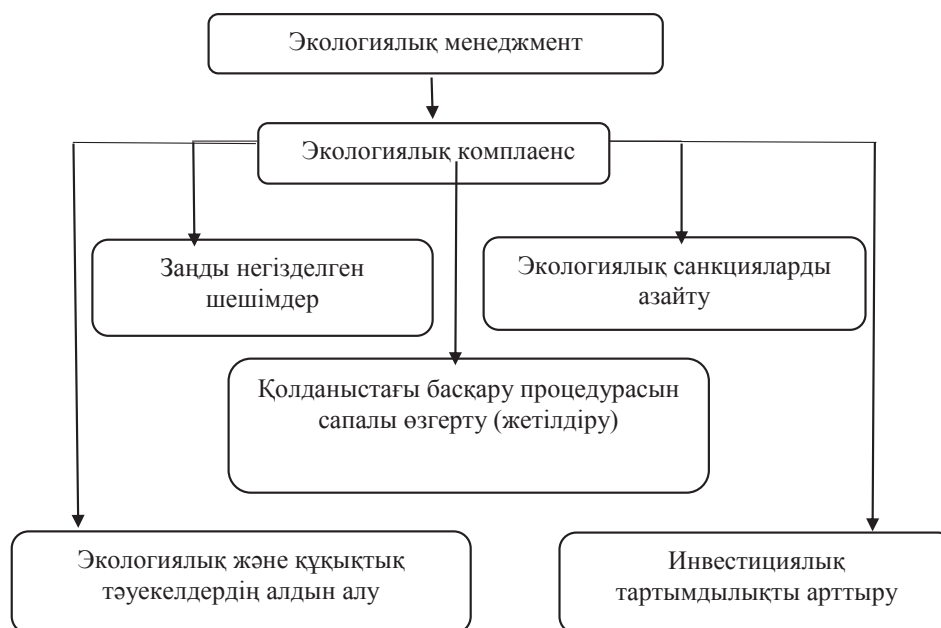 Экологиялық менеджмент
Экологиялық комплаенс
Заңды негізделген
шешімдер
Экологиялық санкцияларды
азайту
Қолданыстағы басқару процедурасын
сапалы өзгерту (жетілдіру)
Экологиялық және құқықтық
тәуекелдердің алдын алу
Инвестициялық
тартымдылықты арттыру